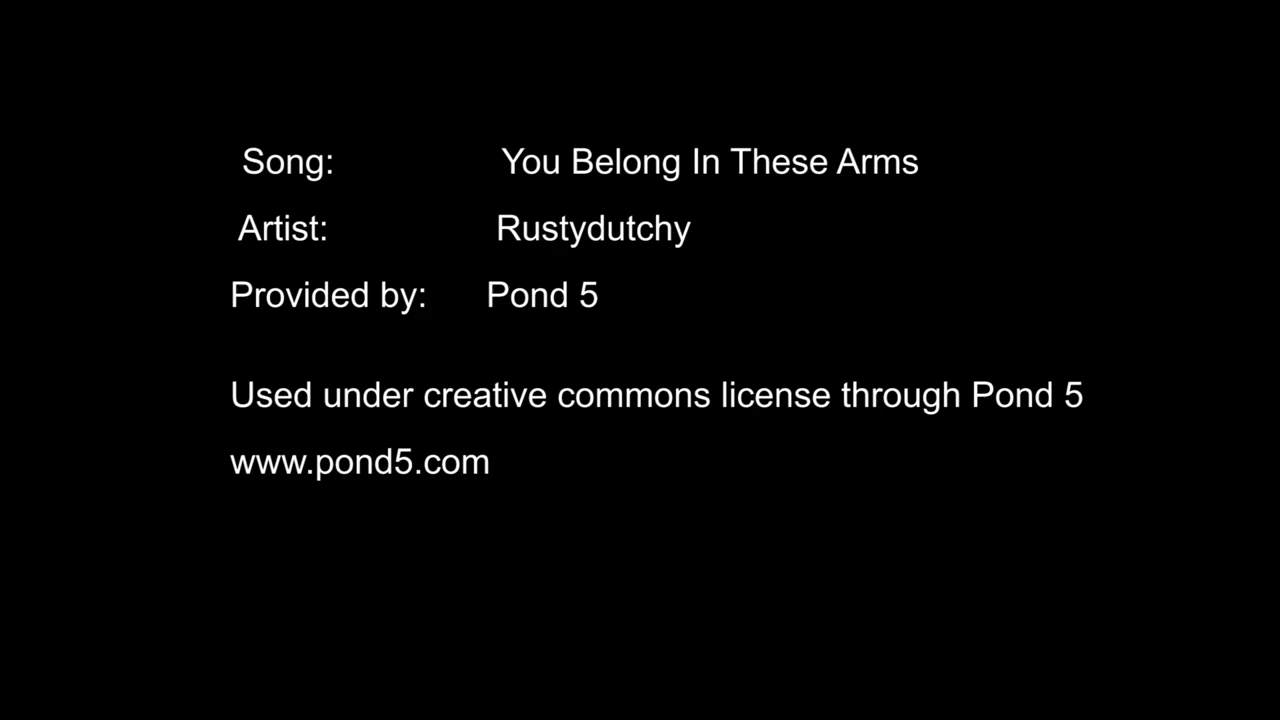 Song: You Belong In These Arms
Artist: Rustydutchy
Provided by: Pond 5
Used under creative commons license through Pond 5
www.pond5.com